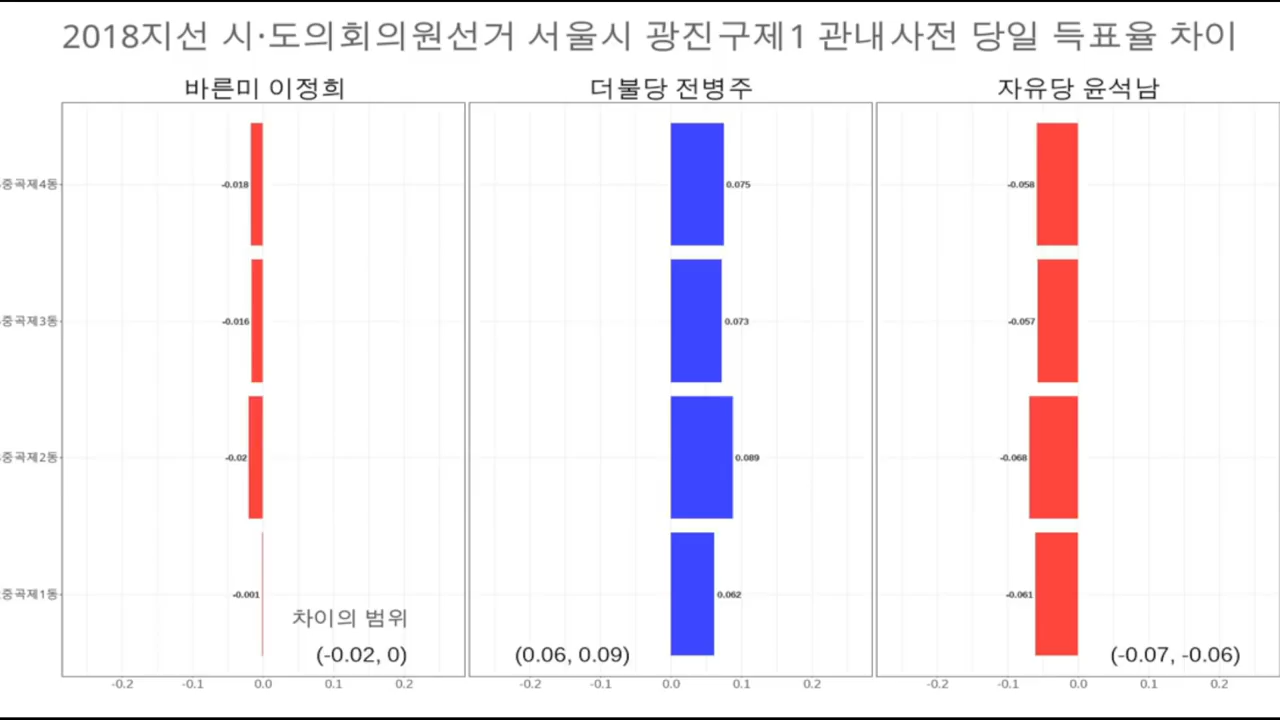 2018지선 시·도의회의원선거 서울시 광진구제1 관내사전 당일 득표율 차이
바른미 이정희 더불당 전병주 자유당 윤석남
중곡제4동 -0.018 0.075 -0.058
중곡제3동 -0.016 0.073 -0.057
중곡제2동 -0.02 0.089 -0.068
중곡제1동 -0.001 0.062 -0.061
차이의 범위
(-0.02, 0) (0.06, 0.09) (-0.07, -0.06)
-0.2 -0.1 0.0 0.1 0.2 -0.2 -0.1 0.0 0.1 0.2 -0.2 -0.1 0.0 0.1 0.2